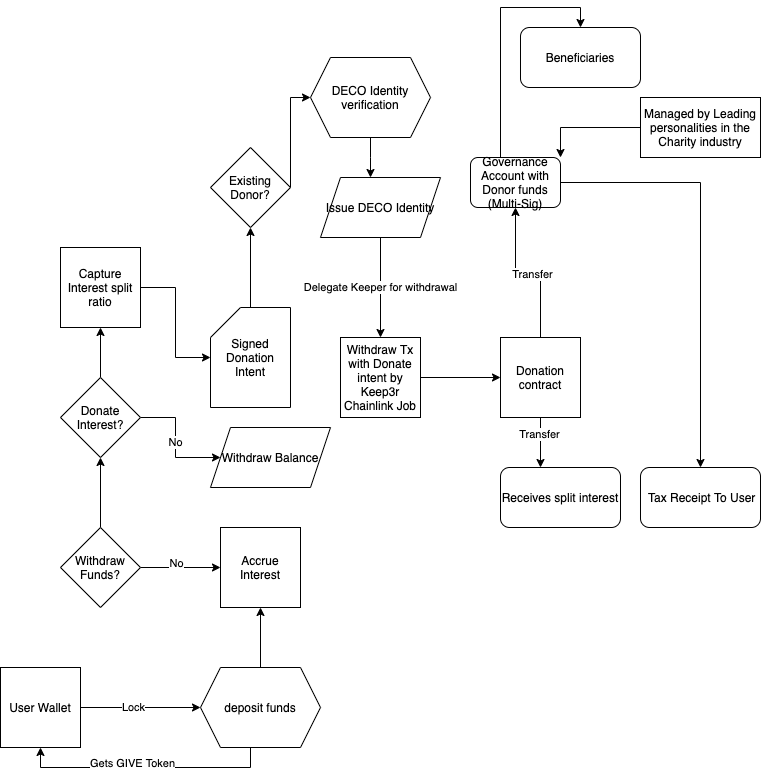 Beneficiaries
DECO Identity
verification
Managed by Leading
personalities in the
Charity industry
Existing
Donor?
Governance
Account with
Donor funds
(Multi-Sig)
Issue DECO Identity
Capture
Interest split
ratio
Transfer
Delegate Keeper for withdrawal
Signed
Donation
Intent
Withdraw Tx
with Donate
intent by
Keep3r
Chainlink Job
Donation
contract
Donate
Interest?
No
Transfer
Withdraw Balance
Receives split interest
Tax Receipt To User
Withdraw
Funds?
No
Accrue
Interest
User Wallet
Lock
deposit funds
Gets GIVE Token